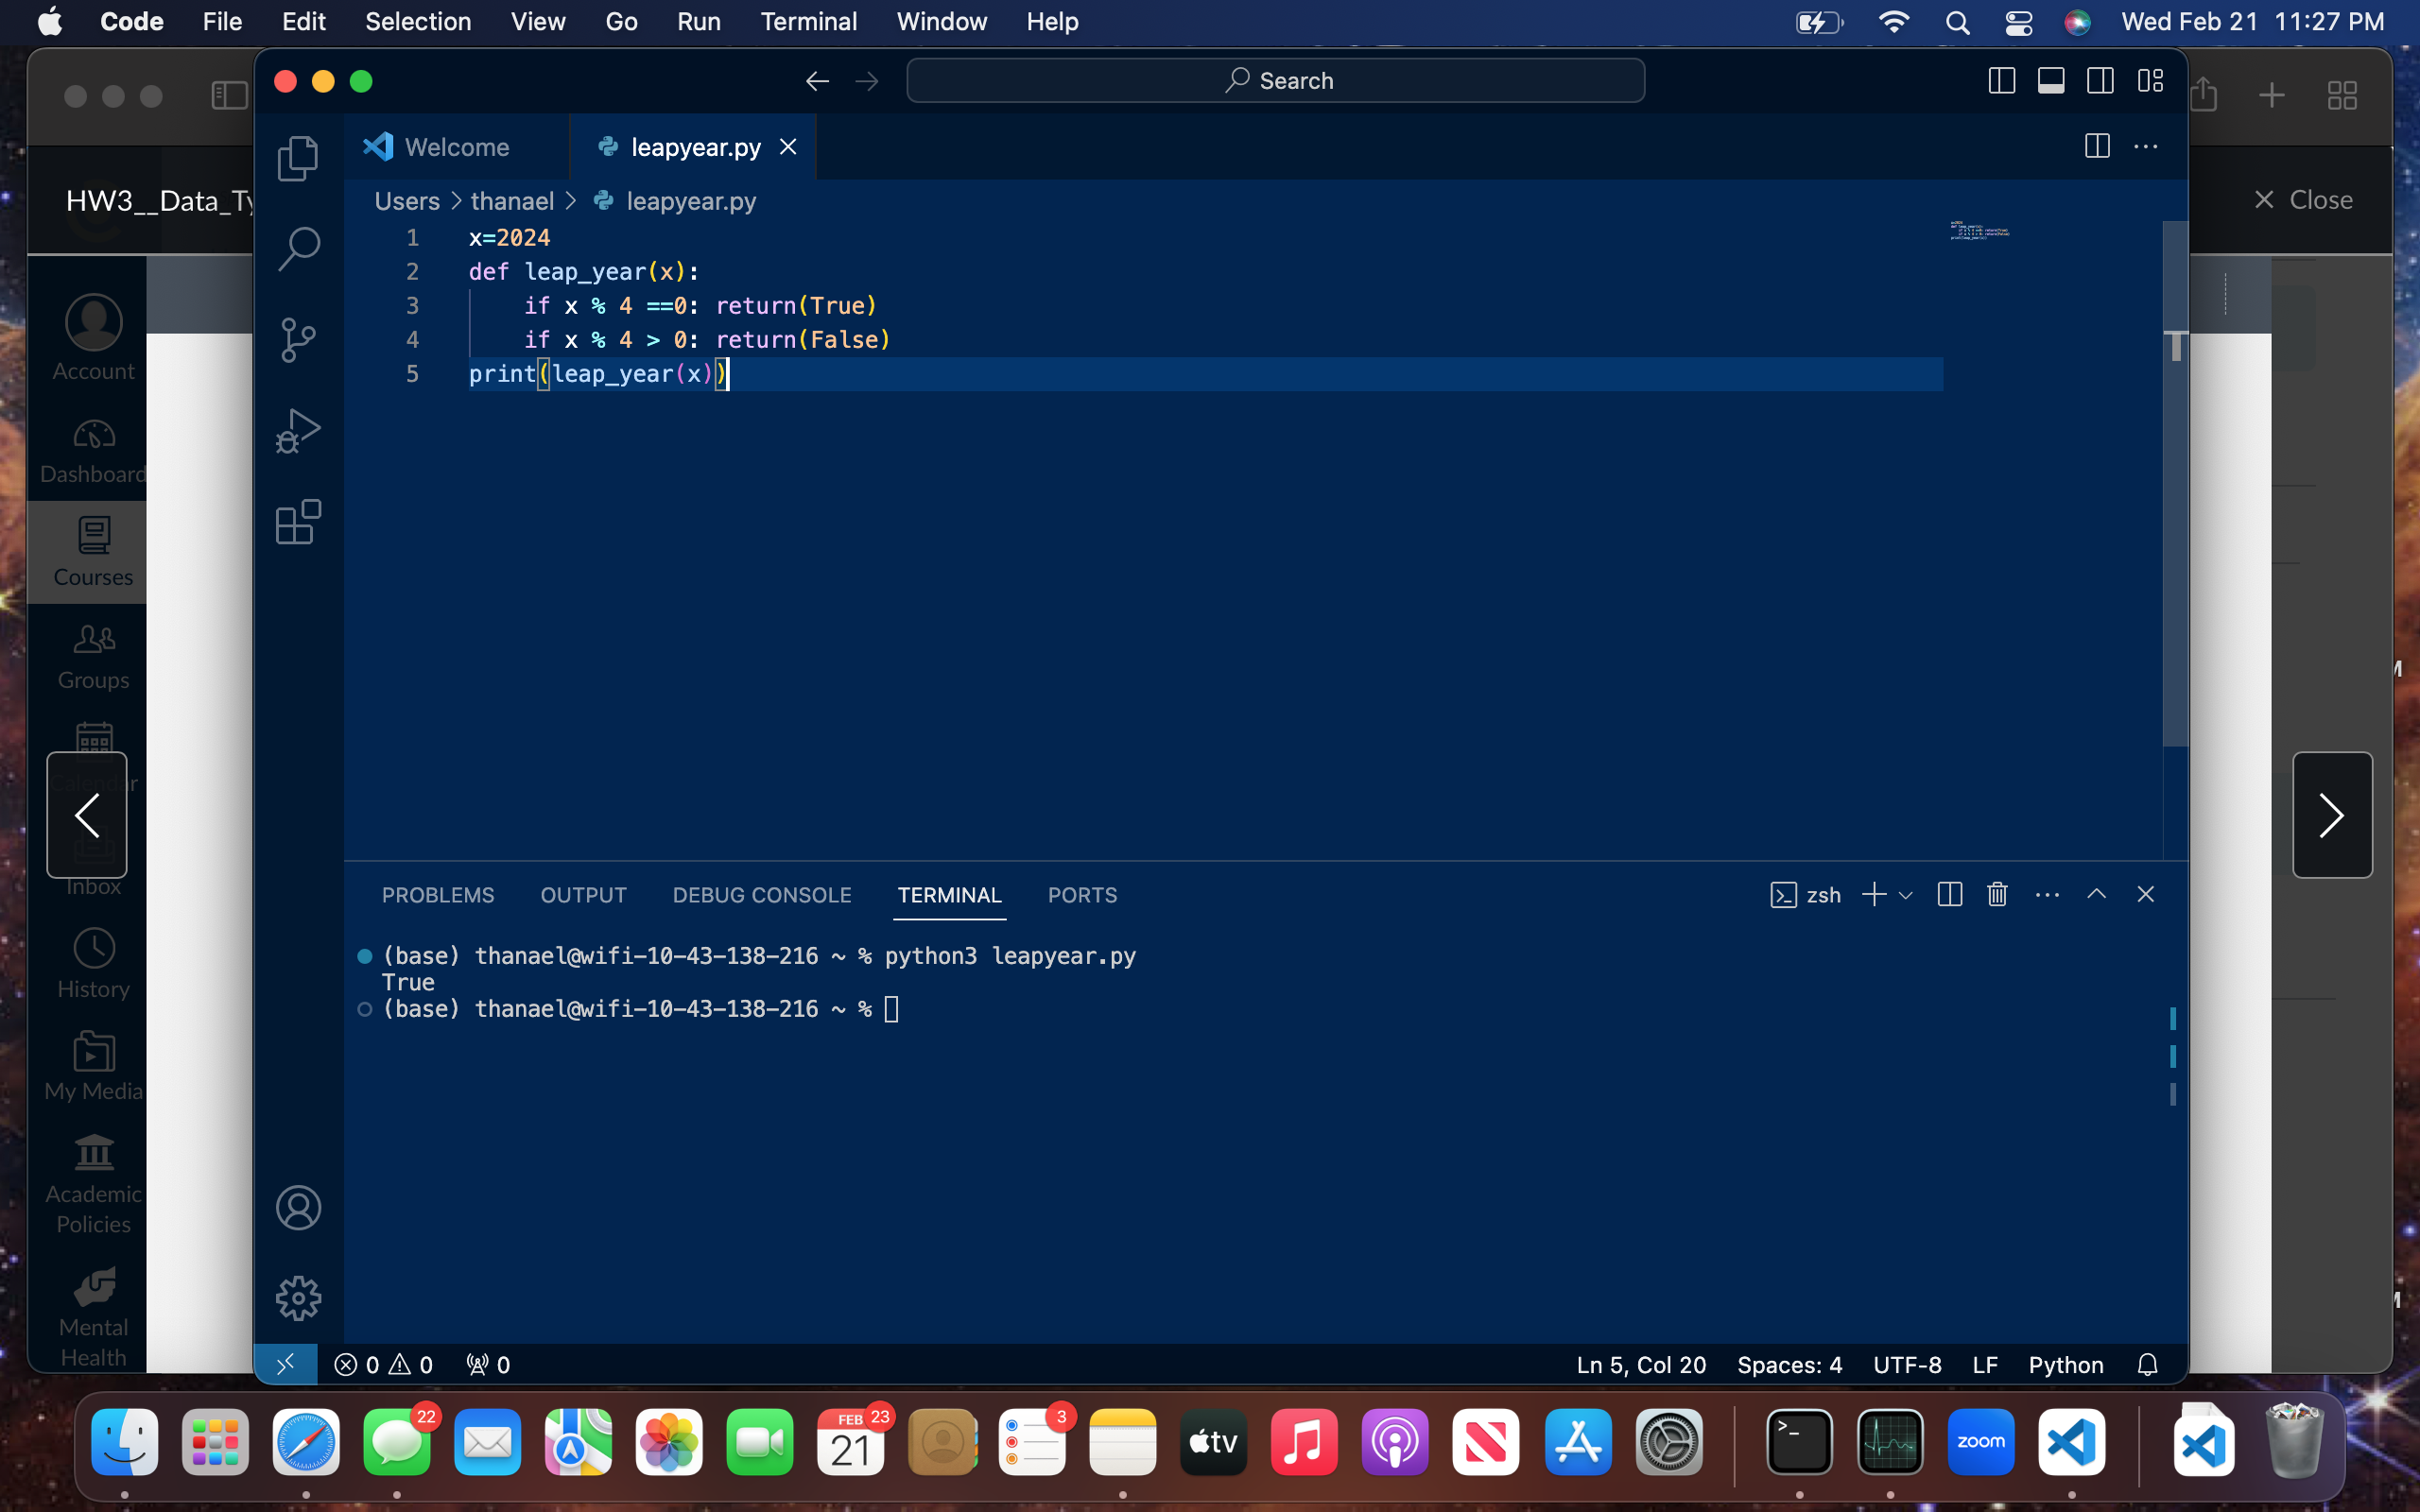 Code File Edit Selection View Go Run Terminal Window Help Wed Feb 21 11:27 PM
Search
Welcome leapyear.py
HW3__Data_Ty
Close
Users > thanael > leapyear.py
1 x=2024
2 def leap_year(x):
3 if x % 4 ==0: return(True)
4 if x % 4 > 0: return(False)
5 print(leap_year(x))
Account
Dashboard
Courses
Groups
Calendar
Inbox
History
My Media
Academic
Policies
Mental
Health
PROBLEMS OUTPUT DEBUG CONSOLE TERMINAL PORTS zsh
(base) thanael@wifi-10-43-138-216 ~ % python3 leapyear.py
True
(base) thanael@wifi-10-43-138-216 ~ %
0 0 0 Ln 5, Col 20 Spaces: 4 UTF-8 LF Python
22 FEB 23 3
21 tv >_ zoom